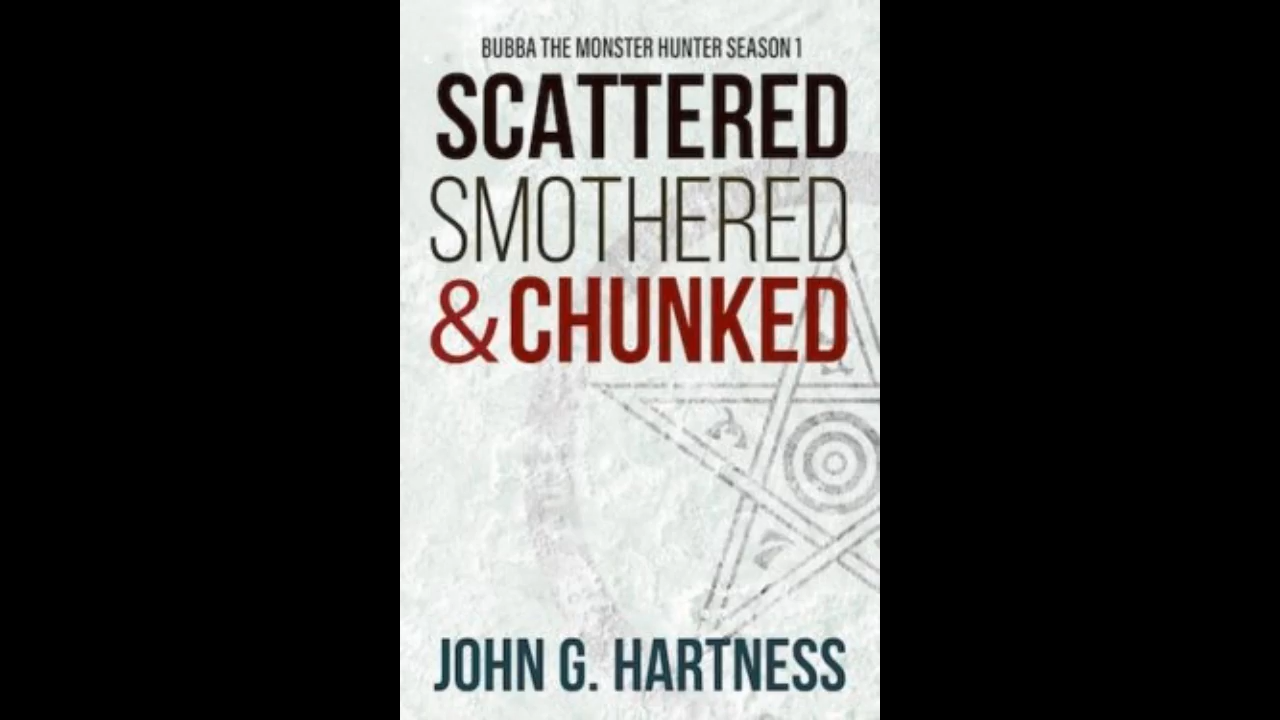 BUBBA THE MONSTER HUNTER SEASON 1
SCATTERED
SMOTHERED
& CHUNKED
JOHN G. HARTNESS